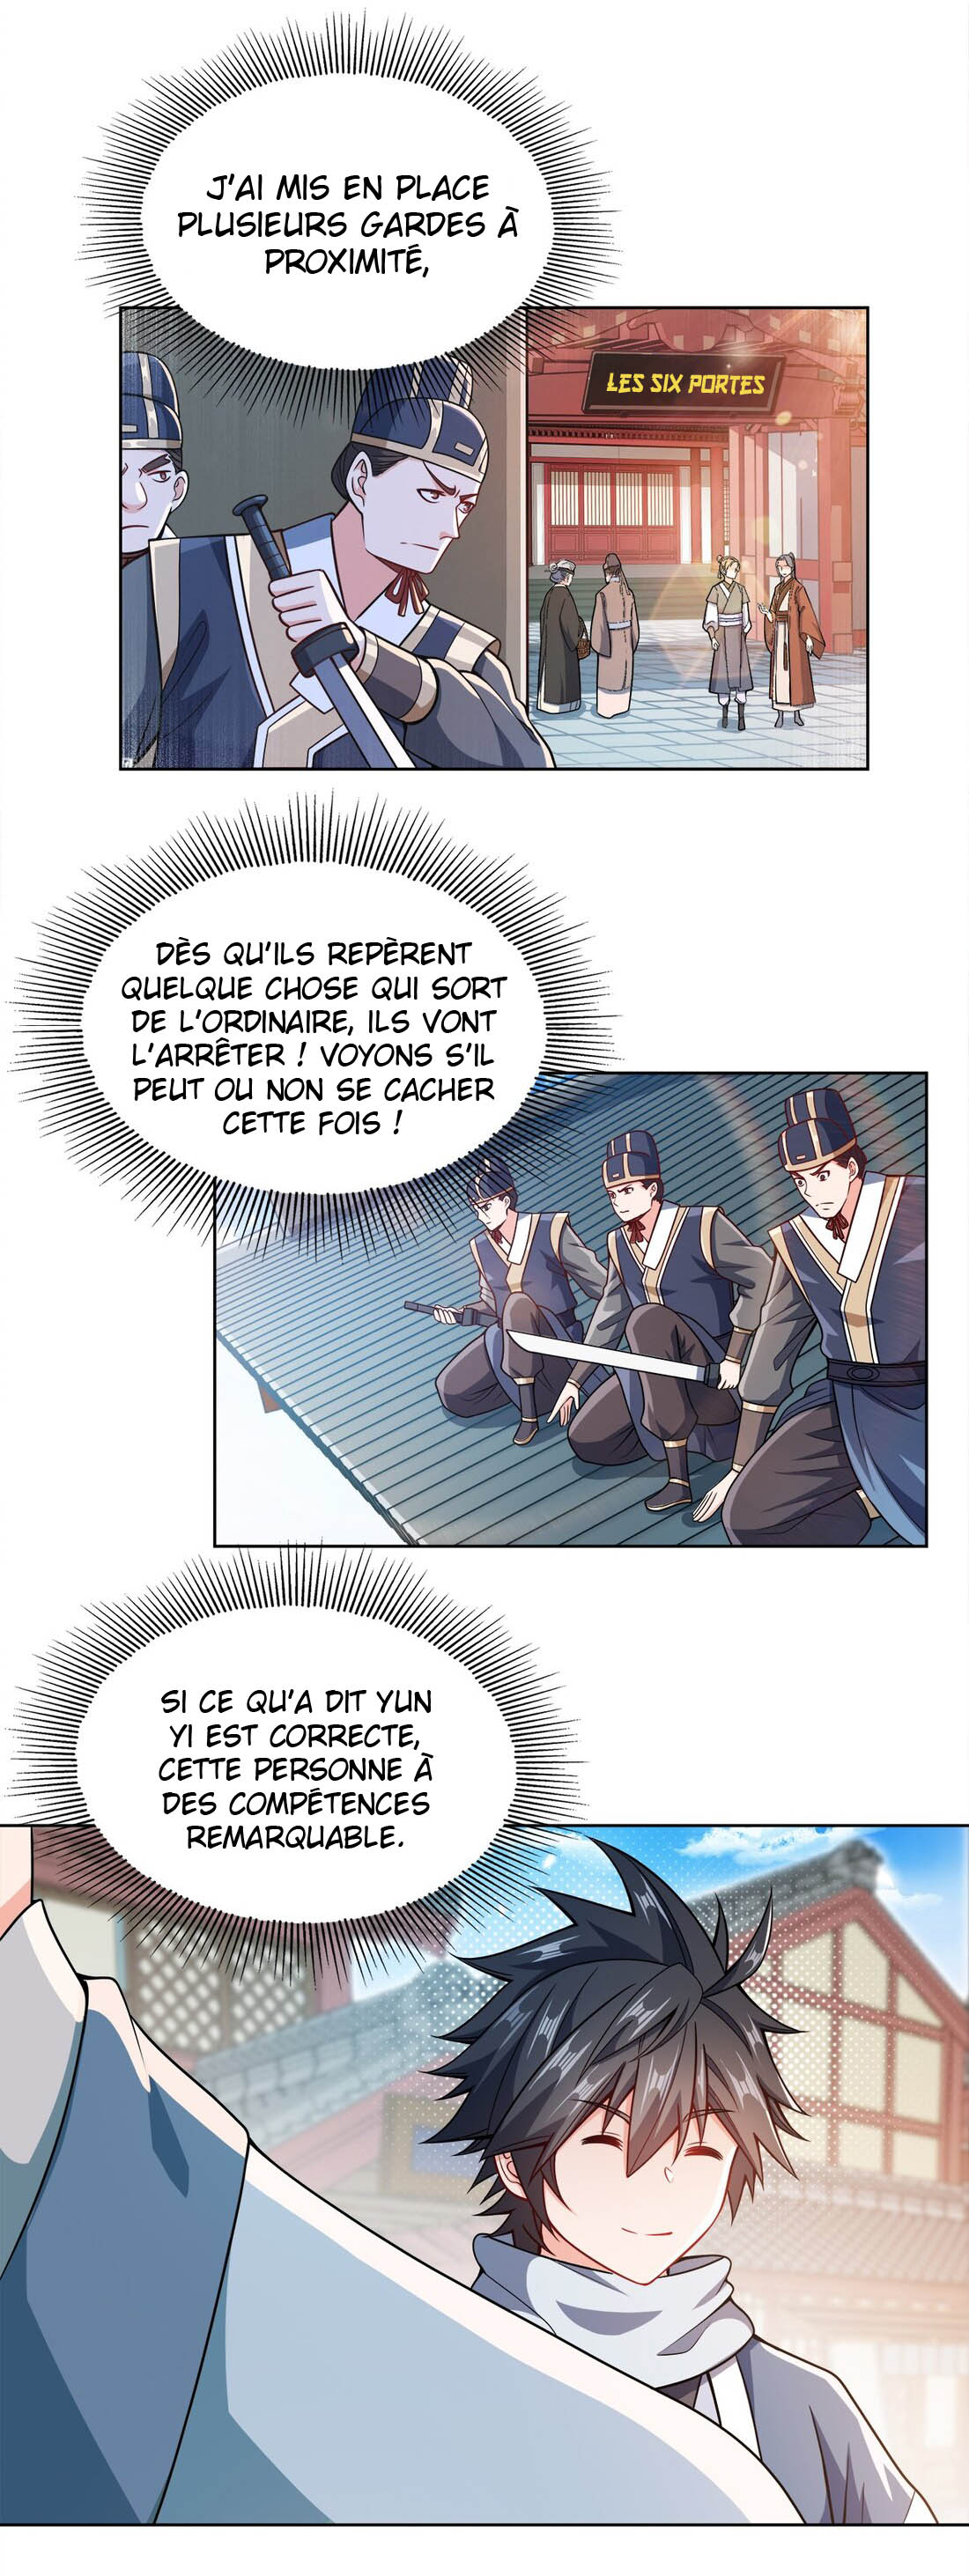 J'AI MIS EN PLACE
PLUSIEURS GARDES À
PROXIMITÉ,
LES SIX PORTES
DÈS QU'ILS REPÈRENT
QUELQUE CHOSE QUI SORT
DE L'ORDINAIRE, ILS VONT
L'ARRÊTER ! VOYONS S'IL
PEUT OU NON SE CACHER
CETTE FOIS !
SI CE QU'A DIT YUN
YI EST CORRECTE,
CETTE PERSONNE À
DES COMPÉTENCES
REMARQUABLE.